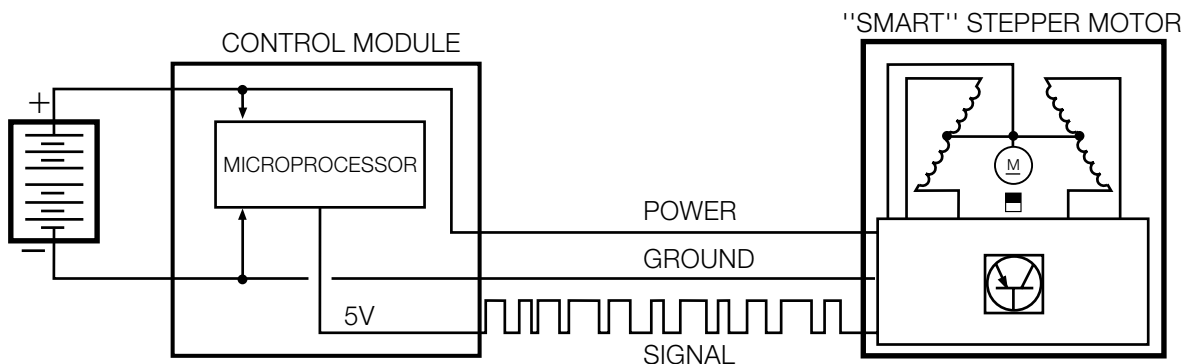 ''SMART'' STEPPER MOTOR
CONTROL MODULE
+
MICROPROCESSOR
M
POWER
GROUND
5V
SIGNAL